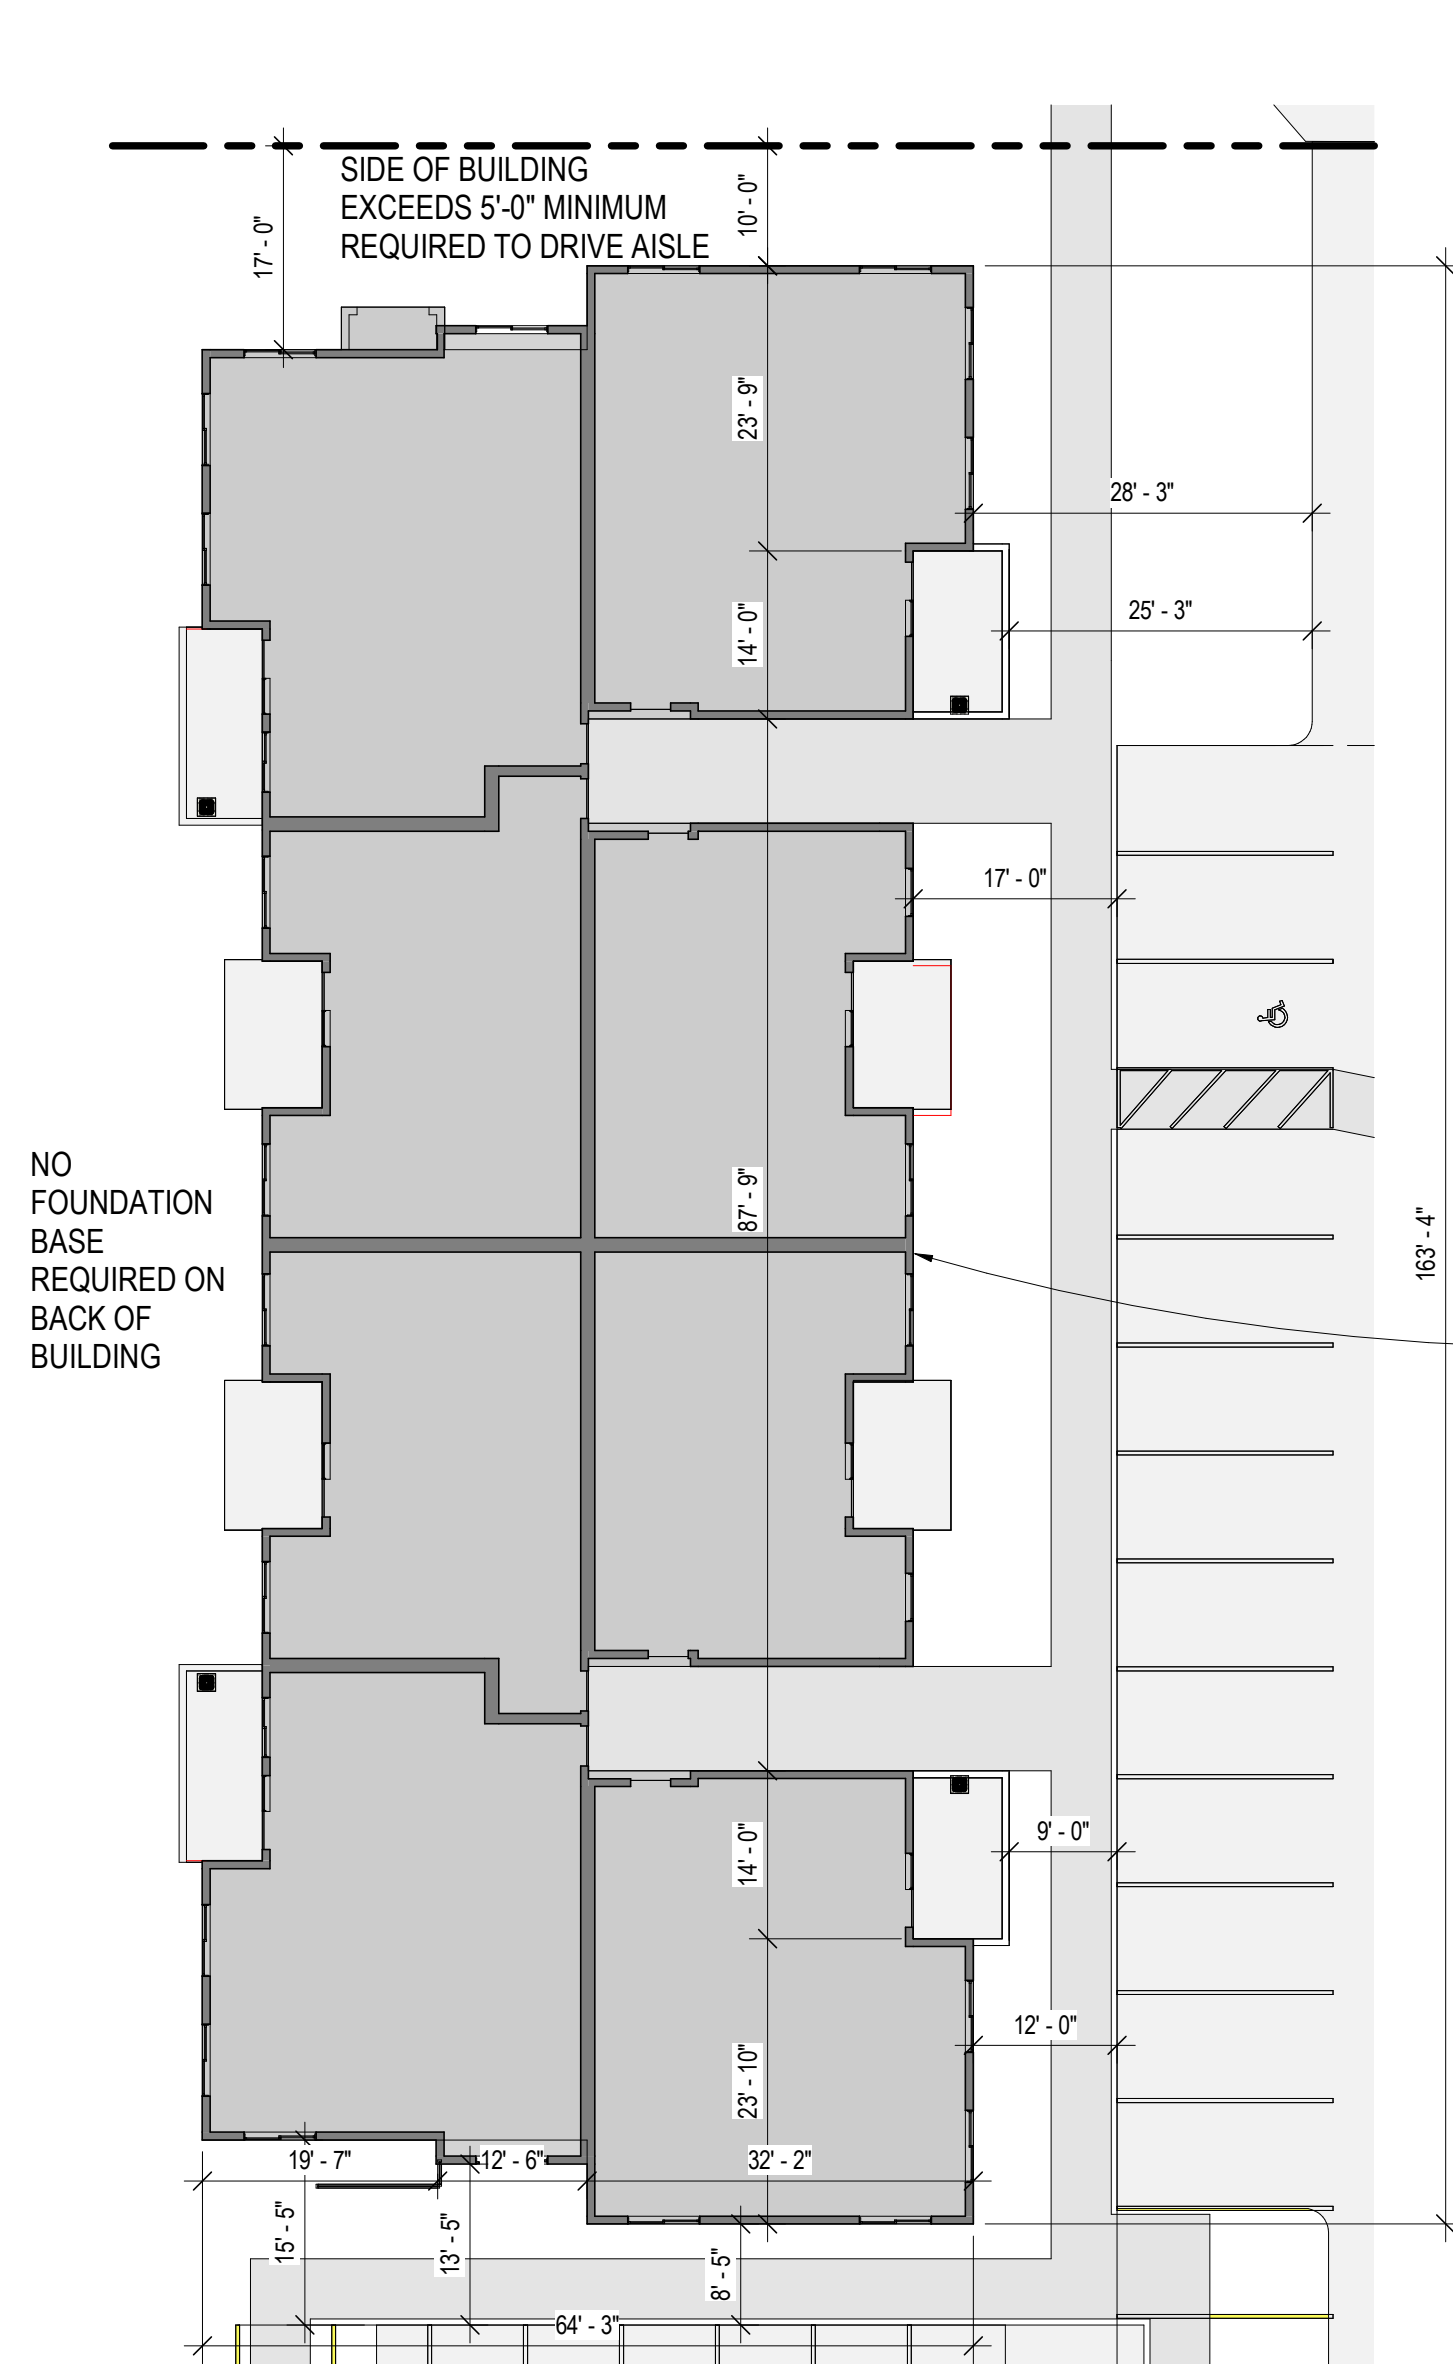 SIDE OF BUILDING
EXCEEDS 5'-0" MINIMUM
REQUIRED TO DRIVE AISLE
17' - 0"
10' - 0"
23' - 9"
28' - 3"
14' - 0"
25' - 3"
17' - 0"
NO
FOUNDATION
BASE
REQUIRED ON
BACK OF
BUILDING
87' - 9"
163' - 4"
14' - 0"
9' - 0"
12' - 0"
23' - 10"
19' - 7"
12' - 6"
32' - 2"
15' - 5"
13' - 5"
8' - 5"
64' - 3"